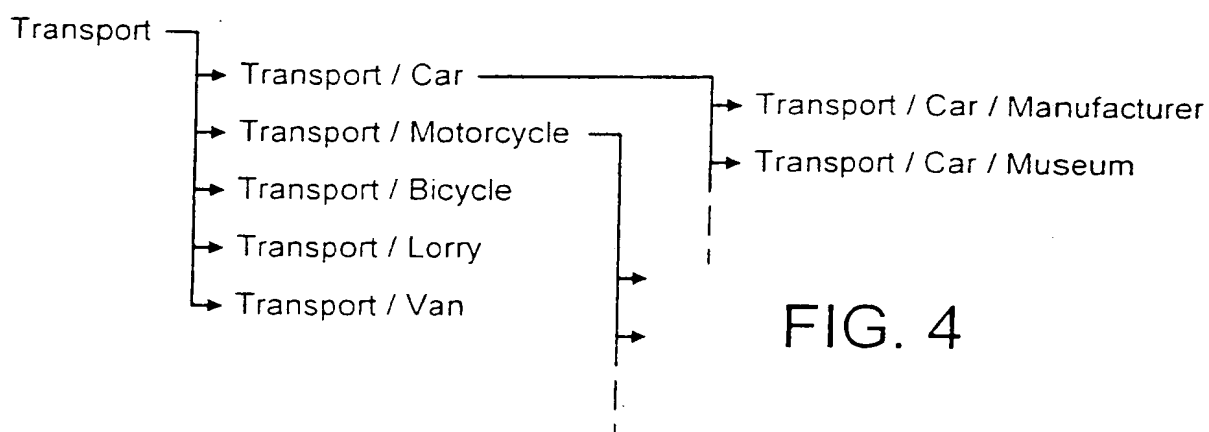 Transport
Transport / Car
Transport / Car / Manufacturer
Transport / Motorcycle
Transport / Car / Museum
Transport / Bicycle
Transport / Lorry
Transport / Van
FIG. 4